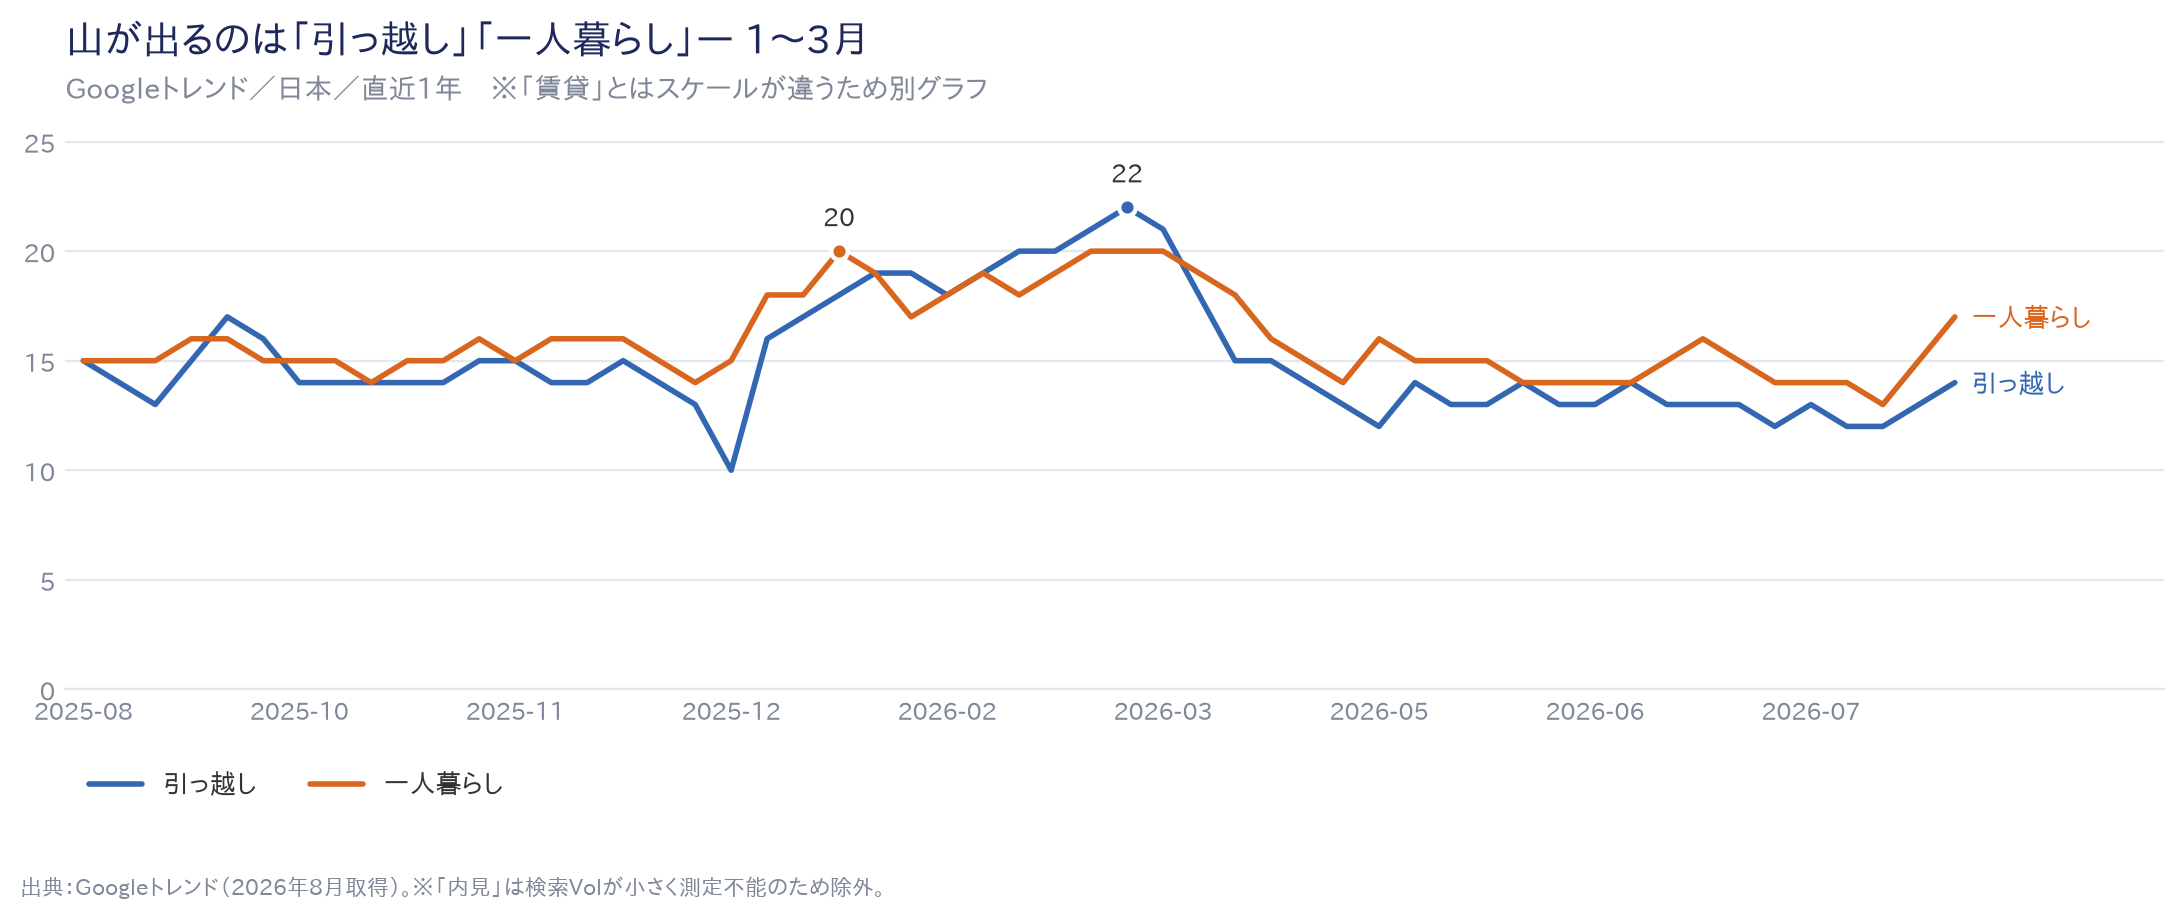 山が出るのは「引っ越し」「一人暮らし」― 1〜3月
Googleトレンド／日本／直近1年　※「賃貸」とはスケールが違うため別グラフ
25
20
15
10
5
0
22
20
一人暮らし
引っ越し
2025-08 2025-10 2025-11 2025-12 2026-02 2026-03 2026-05 2026-06 2026-07
引っ越し 一人暮らし
出典：Googleトレンド（2026年8月取得）。※「内見」は検索Volが小さく測定不能のため除外。